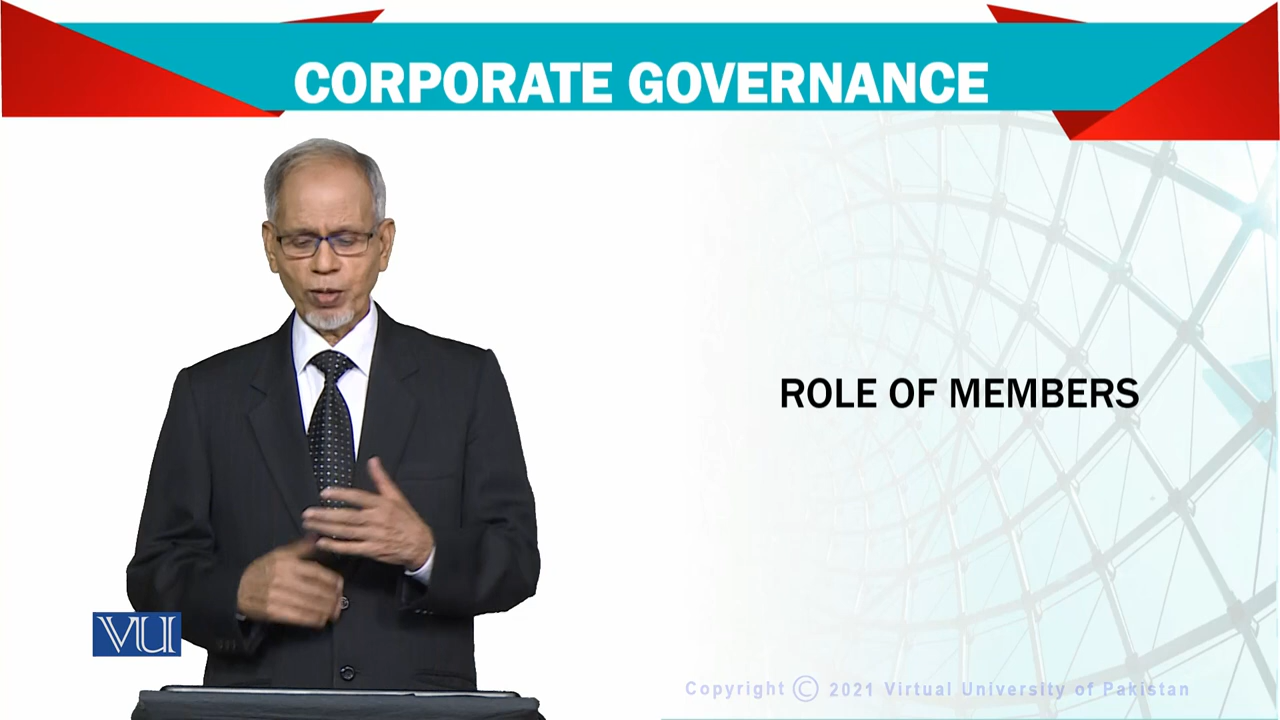 CORPORATE GOVERNANCE
ROLE OF MEMBERS
VU
Copyright © 2021 Virtual University of Pakistan